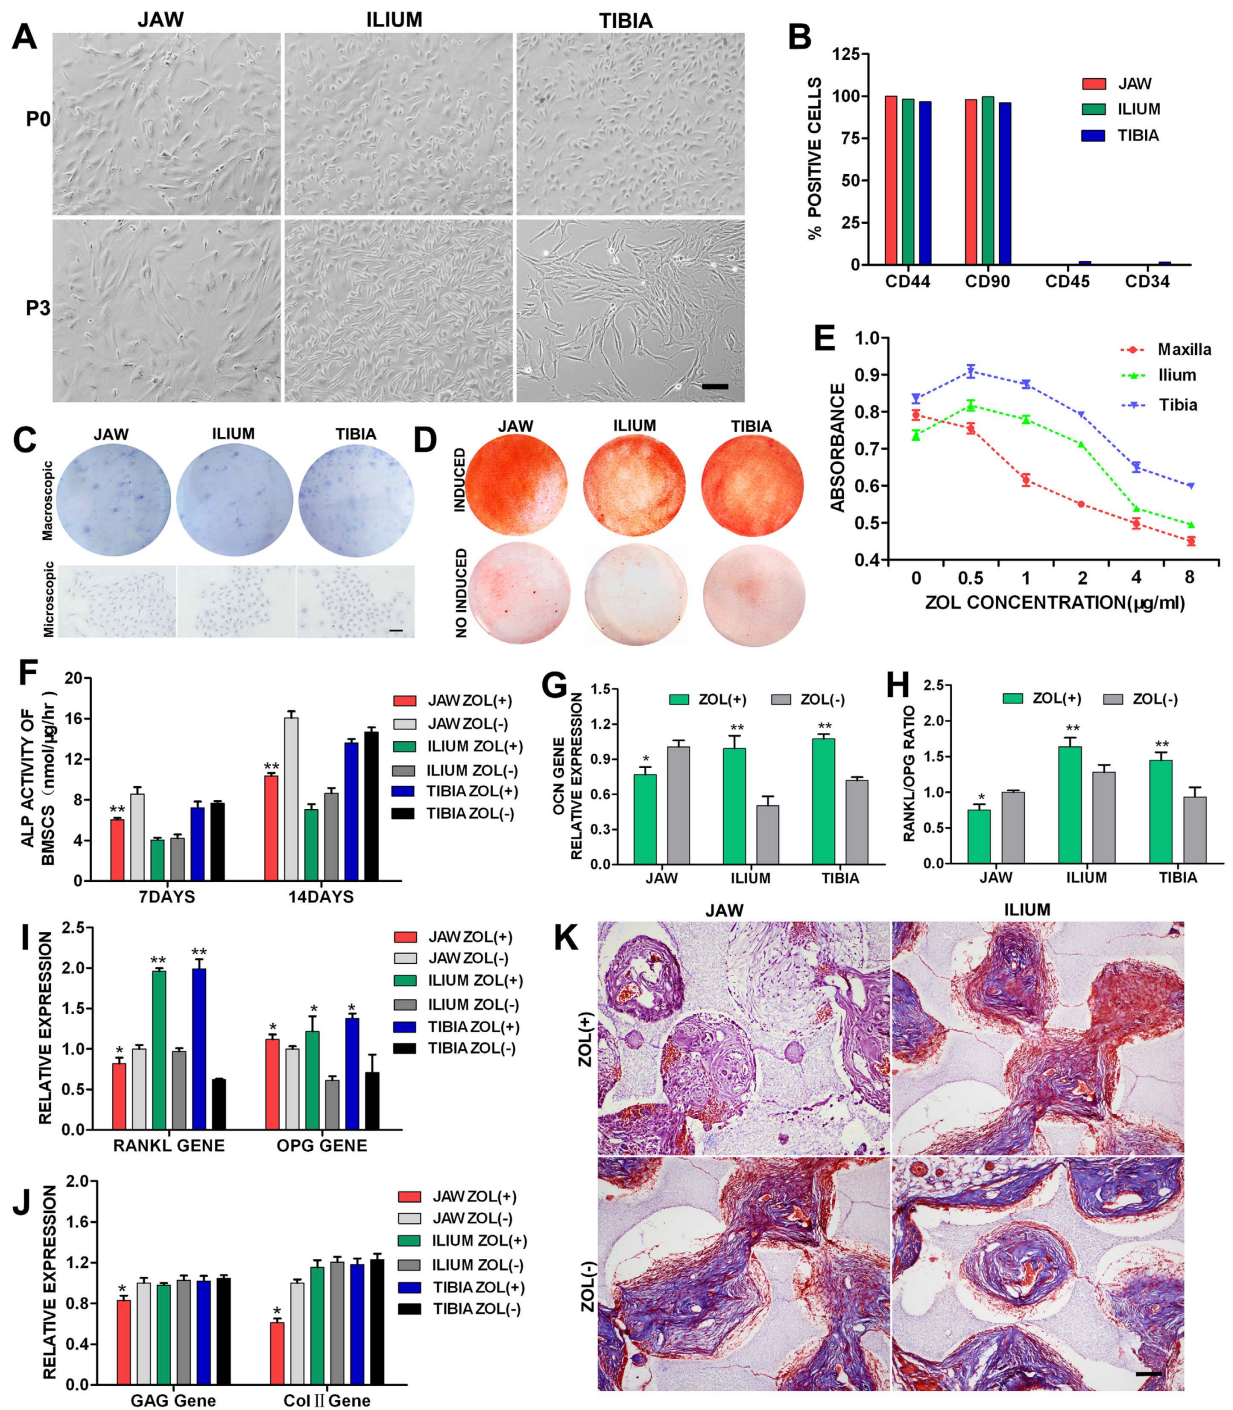 A
JAW
ILIUM
TIBIA
P0
P3
B
% POSITIVE CELLS
125
100
75
50
25
0
CD44
CD90
CD45
CD34
JAW
ILIUM
TIBIA
C
JAW
ILIUM
TIBIA
Macroscopic
Microscopic
D
JAW
ILIUM
TIBIA
INDUCED
NO INDUCED
E
ABSORBANCE
1.0
0.9
0.8
0.7
0.6
0.5
0.4
0
0.5
1
2
4
8
ZOL CONCENTRATION(μg/ml)
Maxilla
Ilium
Tibia
F
ALP ACTIVITY OF
BMSCS (nmol/μg/hr )
20
16
12
8
4
0
**
**
7DAYS
14DAYS
JAW ZOL(+)
JAW ZOL(-)
ILIUM ZOL(+)
ILIUM ZOL(-)
TIBIA ZOL(+)
TIBIA ZOL(-)
G
OCN GENE
RELATIVE EXPRESSION
1.5
1.2
0.9
0.6
0.3
0.0
ZOL(+)
ZOL(-)
*
**
**
JAW
ILIUM
TIBIA
H
RANKL/OPG RATIO
2.5
2.0
1.5
1.0
0.5
0.0
ZOL(+)
ZOL(-)
*
**
**
JAW
ILIUM
TIBIA
I
RELATIVE EXPRESSION
2.5
2.0
1.5
1.0
0.5
0.0
*
**
**
*
*
*
RANKL GENE
OPG GENE
JAW ZOL(+)
JAW ZOL(-)
ILIUM ZOL(+)
ILIUM ZOL(-)
TIBIA ZOL(+)
TIBIA ZOL(-)
J
RELATIVE EXPRESSION
2.0
1.6
1.2
0.8
0.4
0.0
*
*
GAG Gene
Col Ⅱ Gene
JAW ZOL(+)
JAW ZOL(-)
ILIUM ZOL(+)
ILIUM ZOL(-)
TIBIA ZOL(+)
TIBIA ZOL(-)
K
JAW
ILIUM
ZOL(+)
ZOL(-)